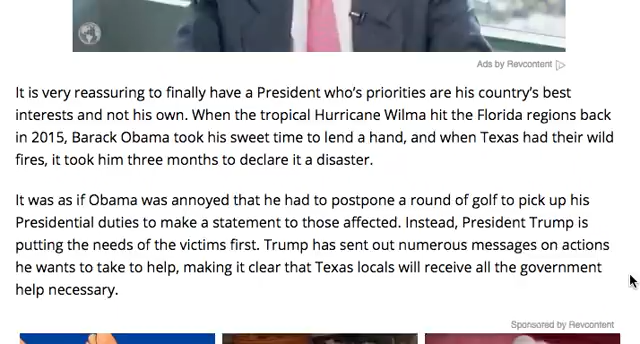 Ads by Revcontent
It is very reassuring to finally have a President who's priorities are his country's best
interests and not his own. When the tropical Hurricane Wilma hit the Florida regions back
in 2015, Barack Obama took his sweet time to lend a hand, and when Texas had their wild
fires, it took him three months to declare it a disaster.
It was as if Obama was annoyed that he had to postpone a round of golf to pick up his
Presidential duties to make a statement to those affected. Instead, President Trump is
putting the needs of the victims first. Trump has sent out numerous messages on actions
he wants to take to help, making it clear that Texas locals will receive all the government
help necessary.
Sponsored by Revcontent